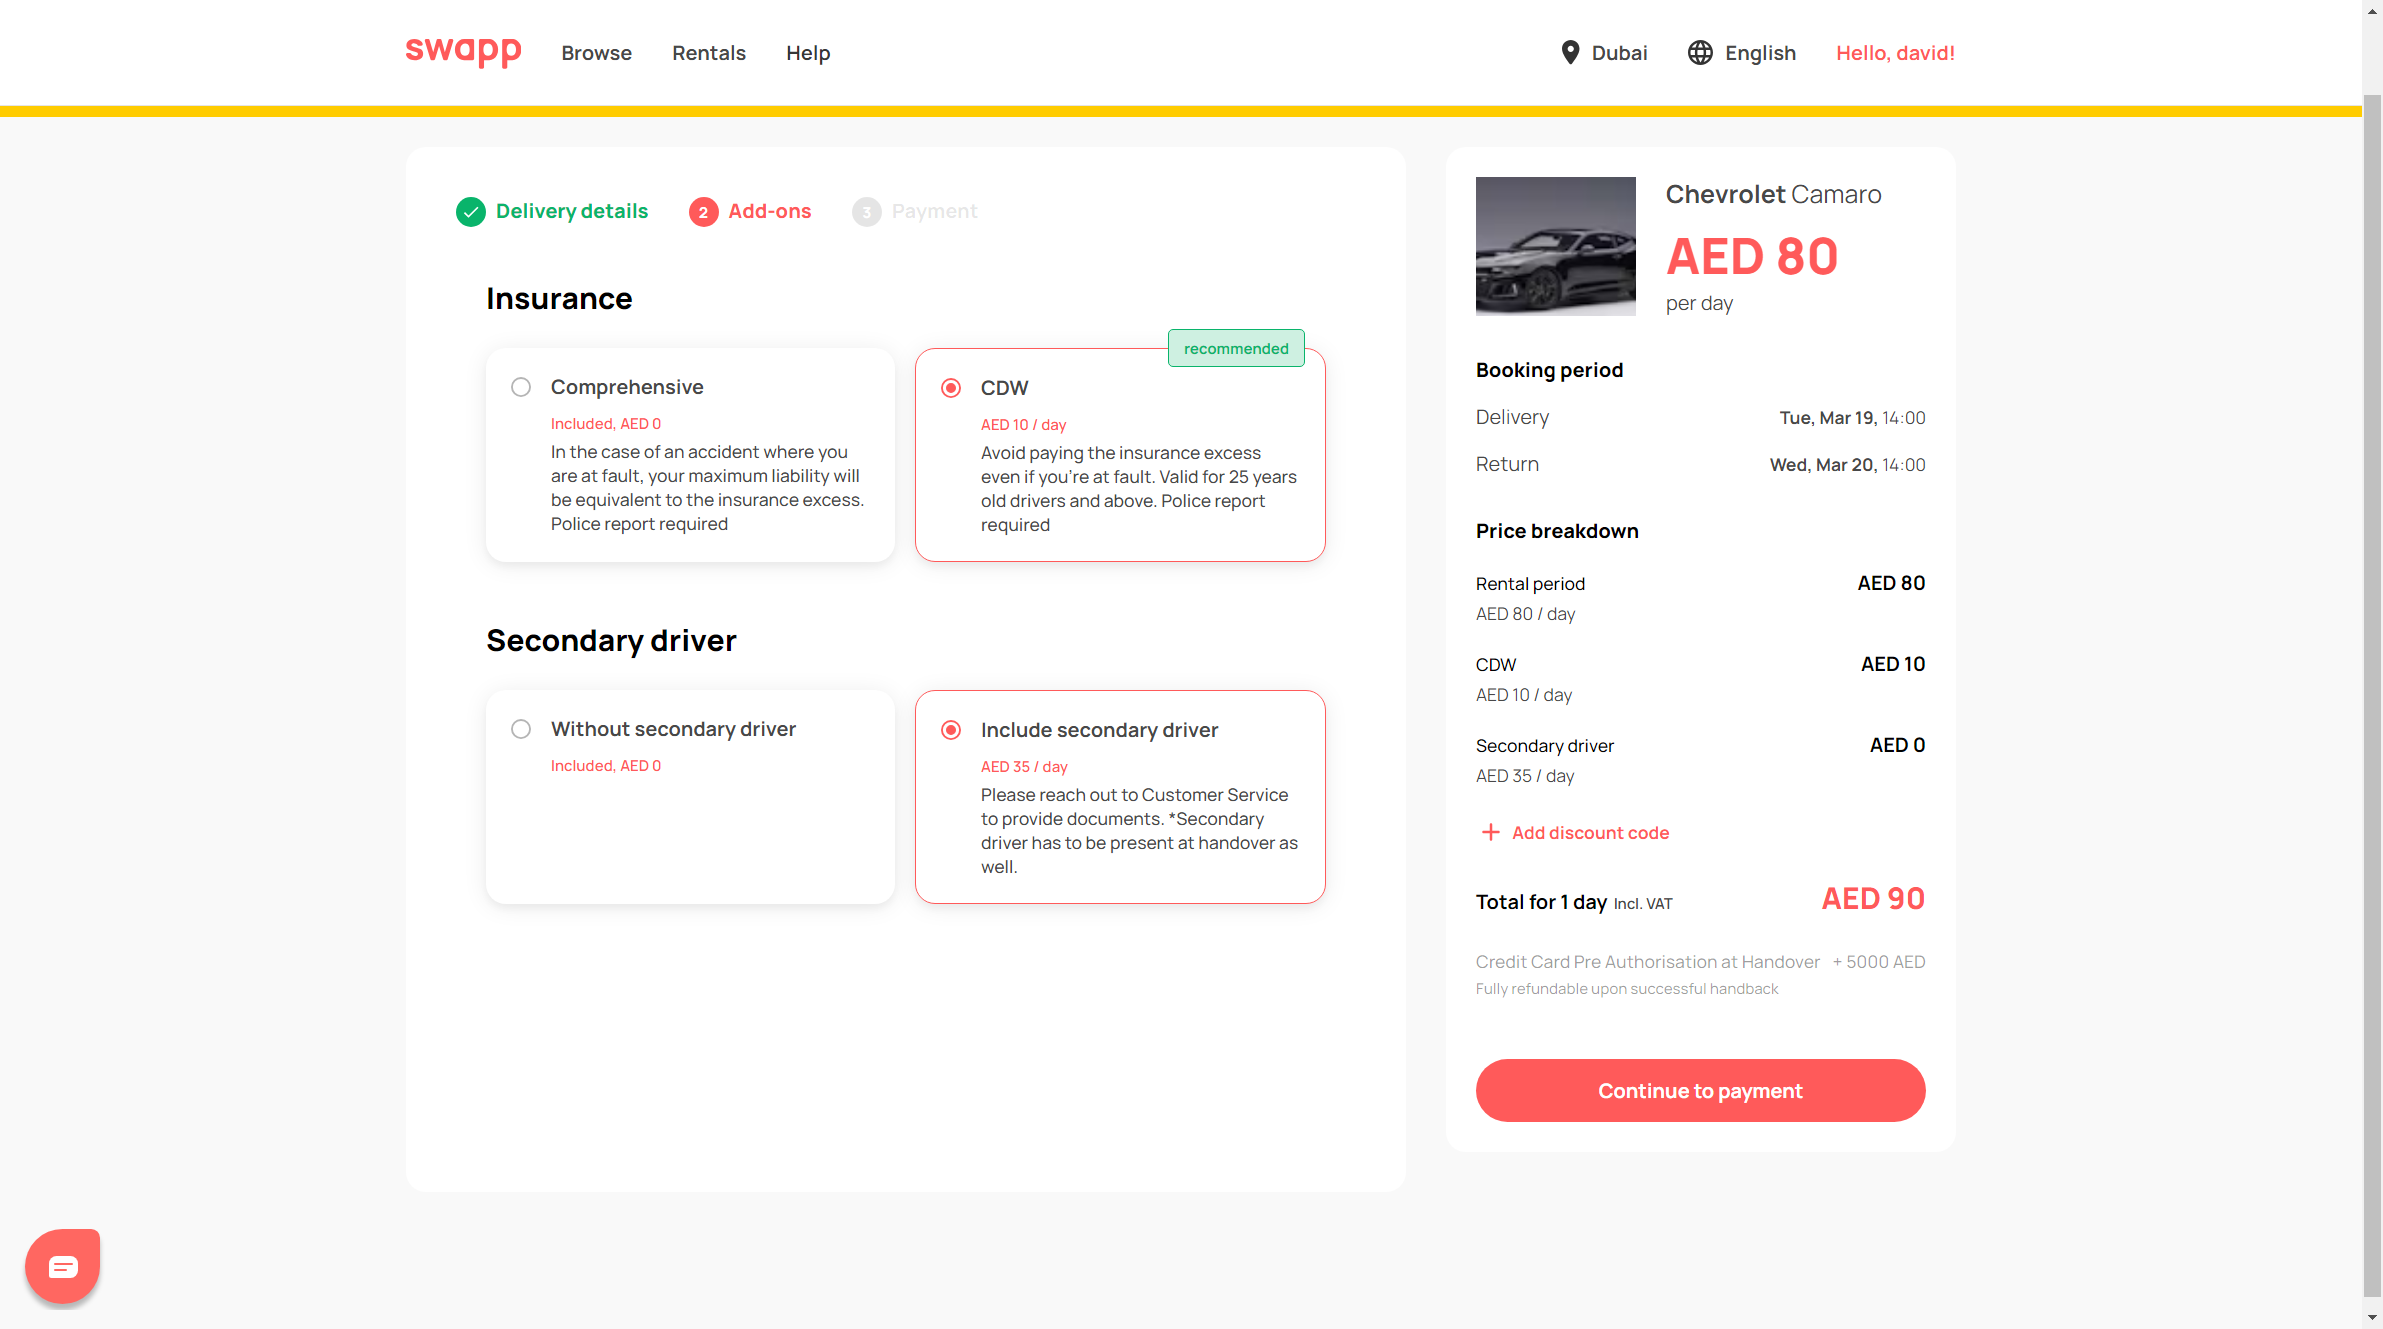 swapp
Browse
Rentals
Help
Dubai
English
Hello, david!
Delivery details
2
Add-ons
3
Payment
Insurance
Comprehensive
Included, AED 0
In the case of an accident where you
are at fault, your maximum liability will
be equivalent to the insurance excess.
Police report required
recommended
CDW
AED 10 / day
Avoid paying the insurance excess
even if you're at fault. Valid for 25 years
old drivers and above. Police report
required
Secondary driver
Without secondary driver
Included, AED 0
Include secondary driver
AED 35 / day
Please reach out to Customer Service
to provide documents. *Secondary
driver has to be present at handover as
well.
Chevrolet Camaro
AED 80
per day
Booking period
Delivery
Tue, Mar 19, 14:00
Return
Wed, Mar 20, 14:00
Price breakdown
Rental period
AED 80
AED 80 / day
CDW
AED 10
AED 10 / day
Secondary driver
AED 0
AED 35 / day
Add discount code
Total for 1 day Incl. VAT
AED 90
Credit Card Pre Authorisation at Handover
+ 5000 AED
Fully refundable upon successful handback
Continue to payment